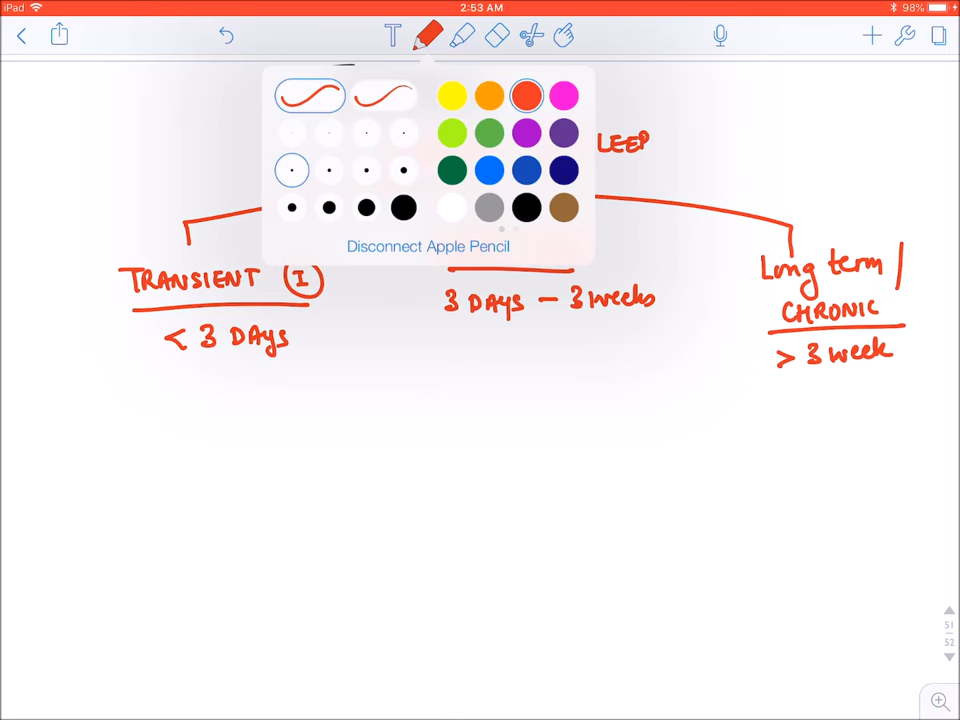 iPad 2:53 AM 98%
T
LEEP
Disconnect Apple Pencil
TRANSIENT I
< 3 DAYS
3 DAYS – 3 weeks
Long term /
CHRONIC
> 3 week
51
52